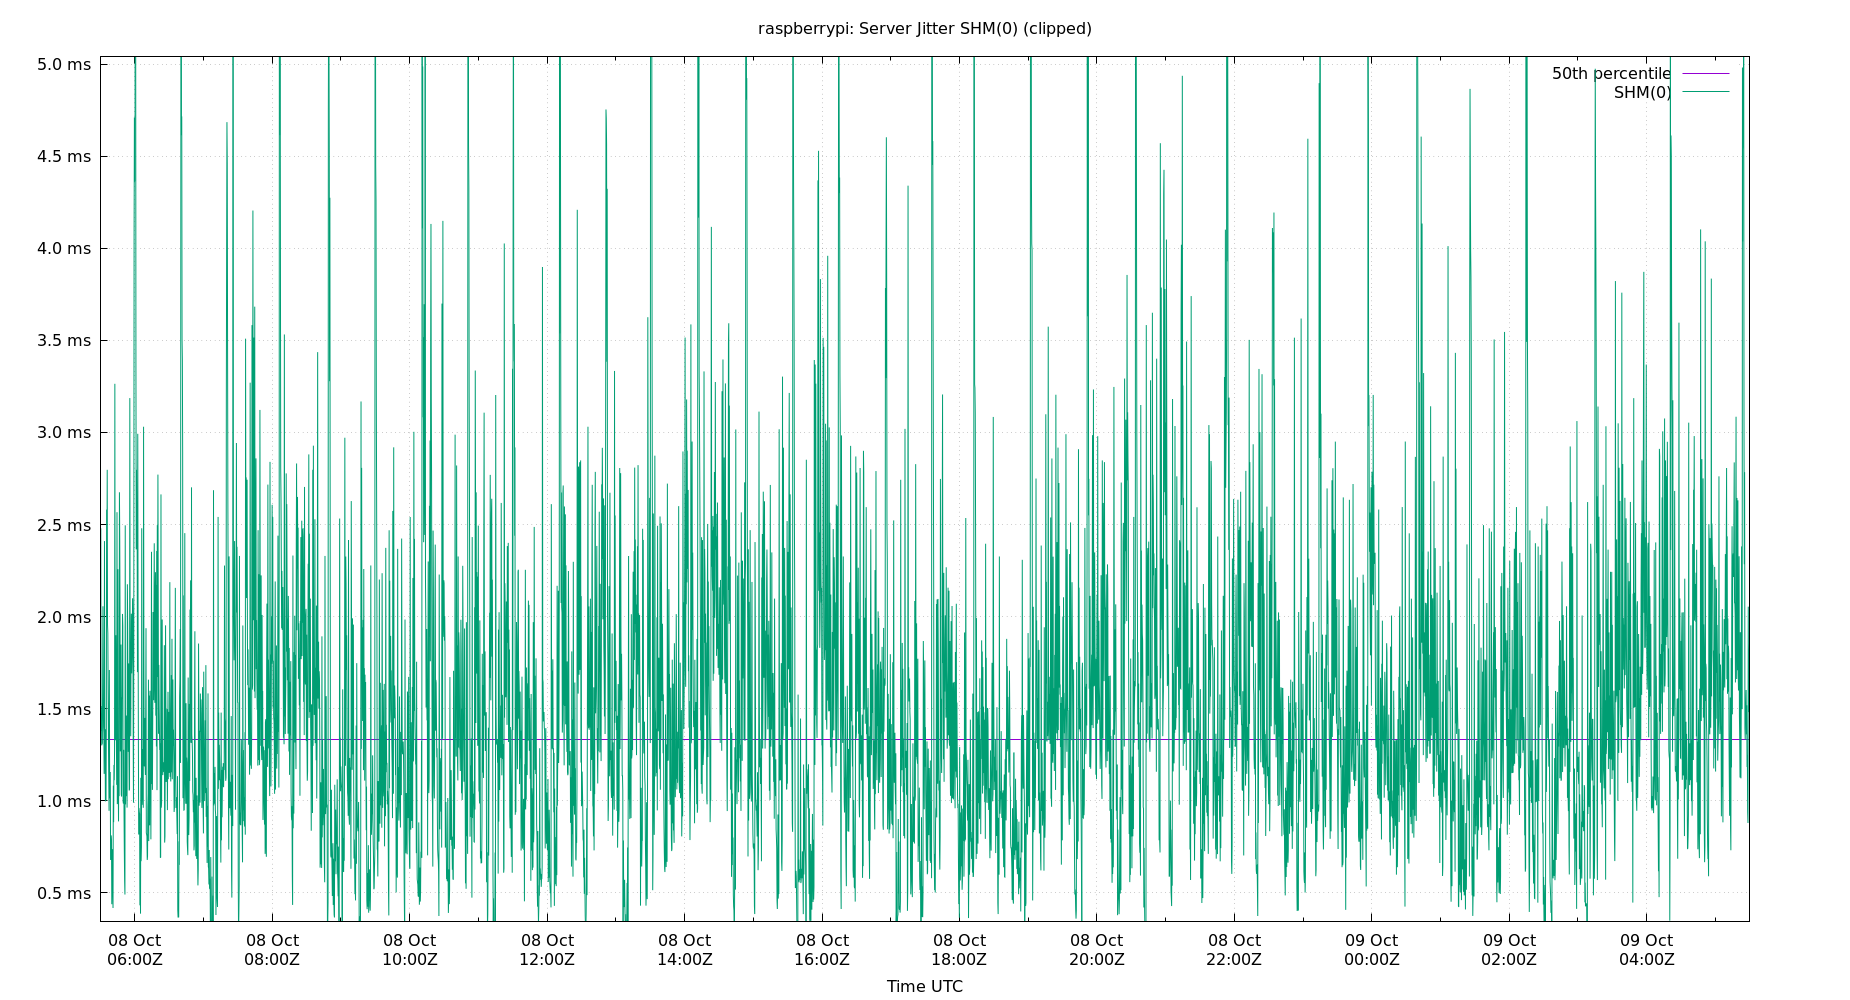 raspberrypi: Server Jitter SHM(0) (clipped)
5.0 ms
4.5 ms
4.0 ms
3.5 ms
3.0 ms
2.5 ms
2.0 ms
1.5 ms
1.0 ms
0.5 ms
50th percentile
SHM(0)
08 Oct 08 Oct 08 Oct 08 Oct 08 Oct 08 Oct 08 Oct 08 Oct 08 Oct 09 Oct 09 Oct 09 Oct
06:00Z 08:00Z 10:00Z 12:00Z 14:00Z 16:00Z 18:00Z 20:00Z 22:00Z 00:00Z 02:00Z 04:00Z
Time UTC